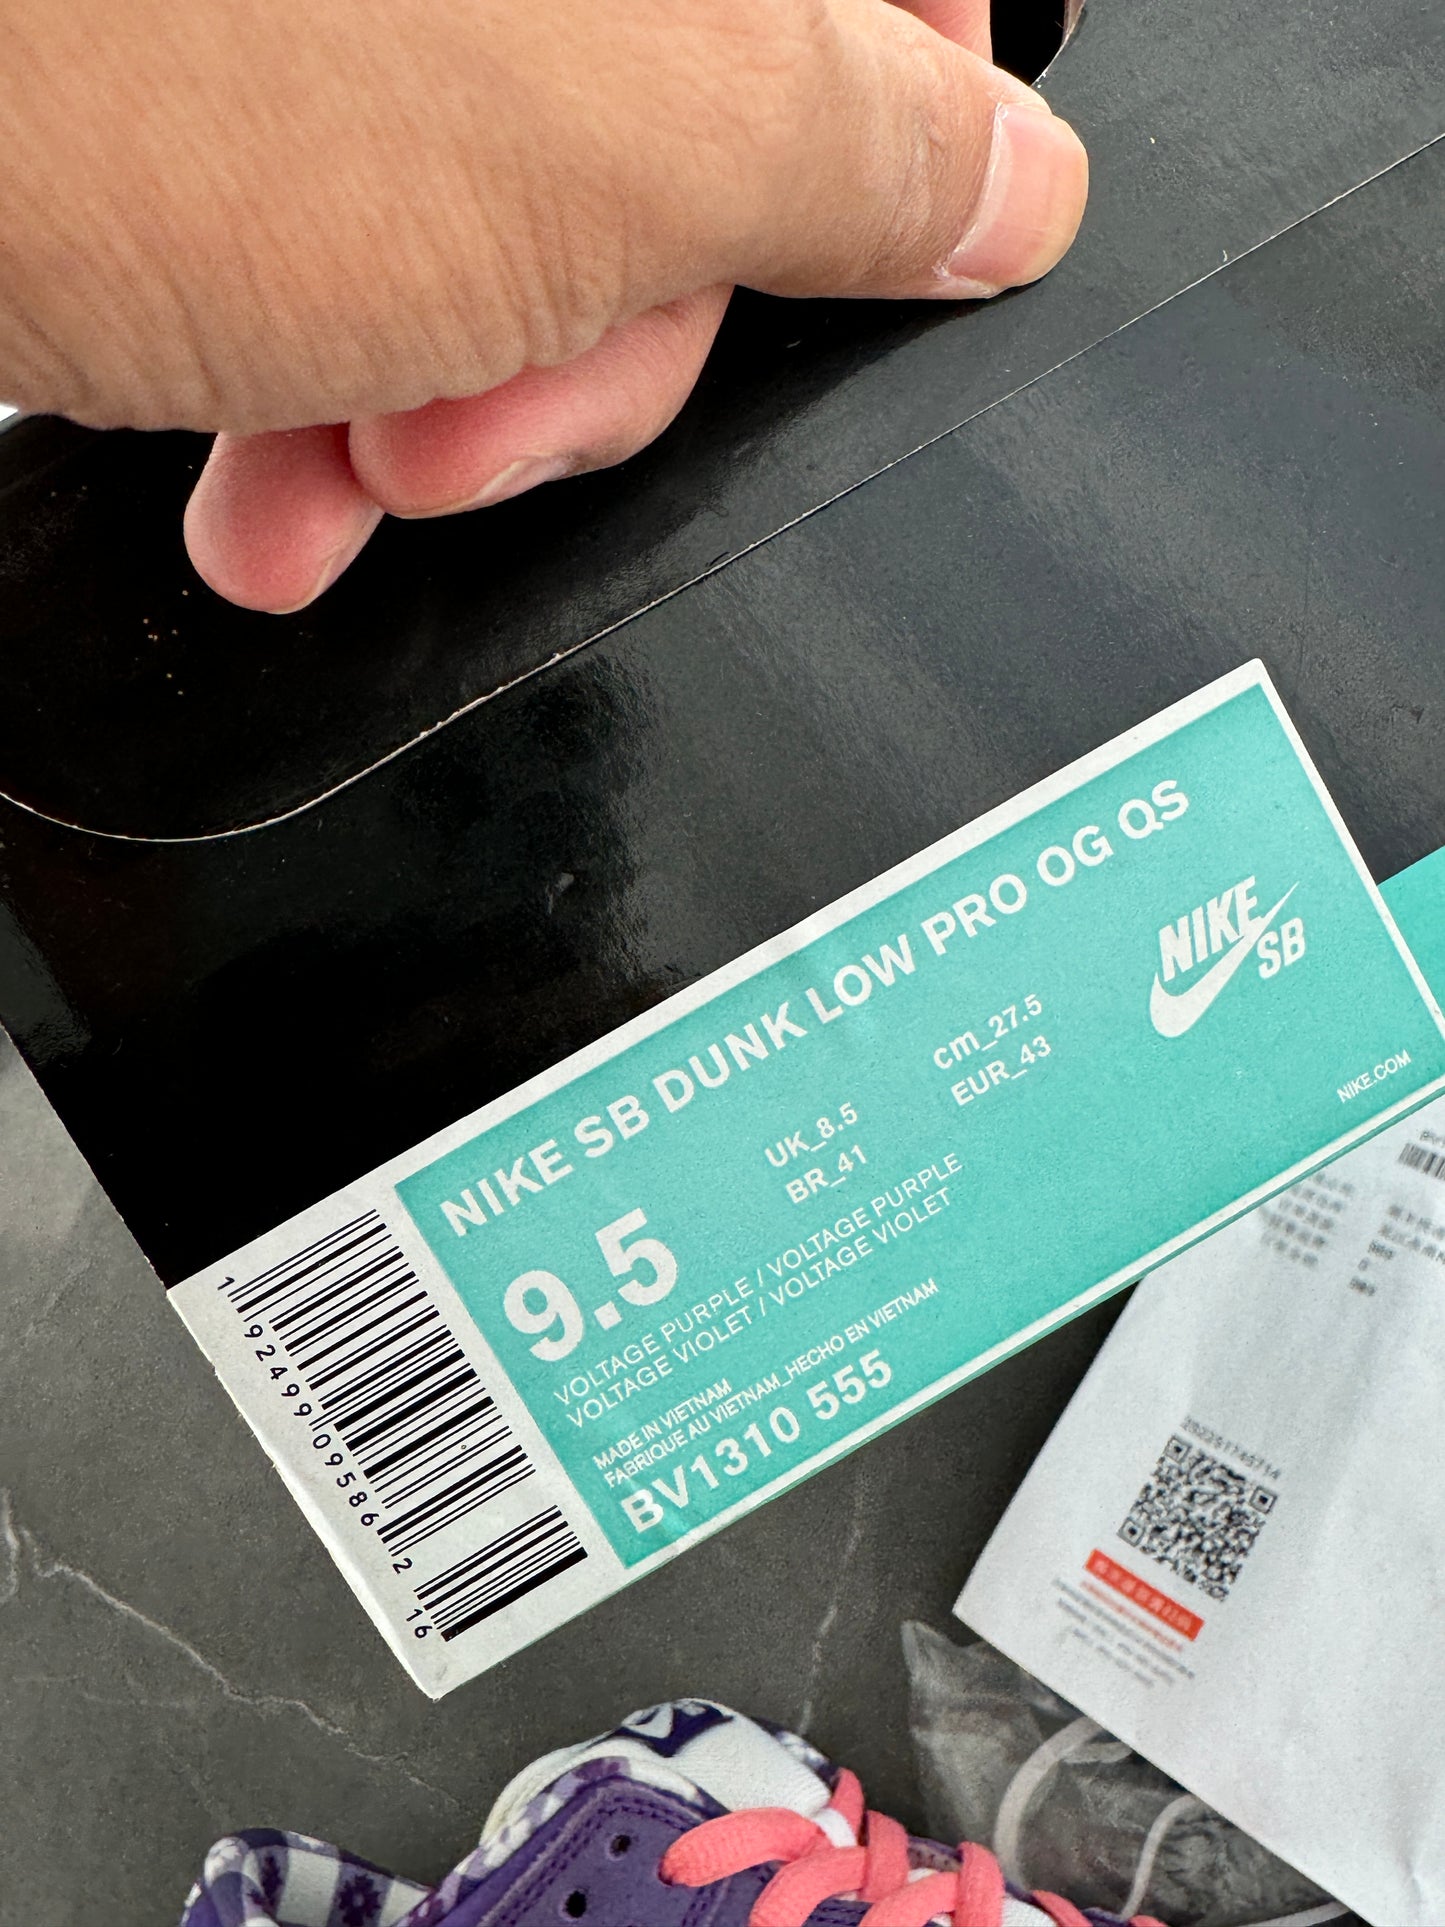 NIKE SB DUNK LOW PRO OG QS
9.5
UK_8.5
BR_41
cm_27.5
EUR_43
NIKE
SB
NIKE.COM
VOLTAGE PURPLE / VOLTAGE PURPLE
VOLTAGE VIOLET / VOLTAGE VIOLET
MADE IN VIETNAM
FABRIQUE AU VIETNAM_HECHO EN VIETNAM
BV1310 555
1 92499 09586 2
16